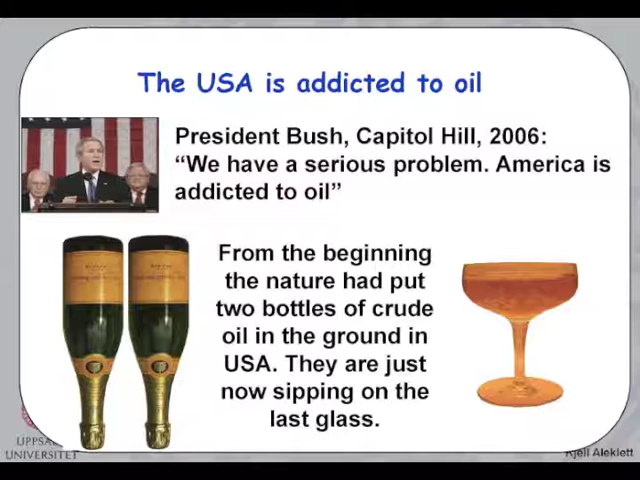 The USA is addicted to oil
President Bush, Capitol Hill, 2006:
“We have a serious problem. America is
addicted to oil”
From the beginning
the nature had put
two bottles of crude
oil in the ground in
USA. They are just
now sipping on the
last glass.
UNIVERSITET
Kjell Aleklett